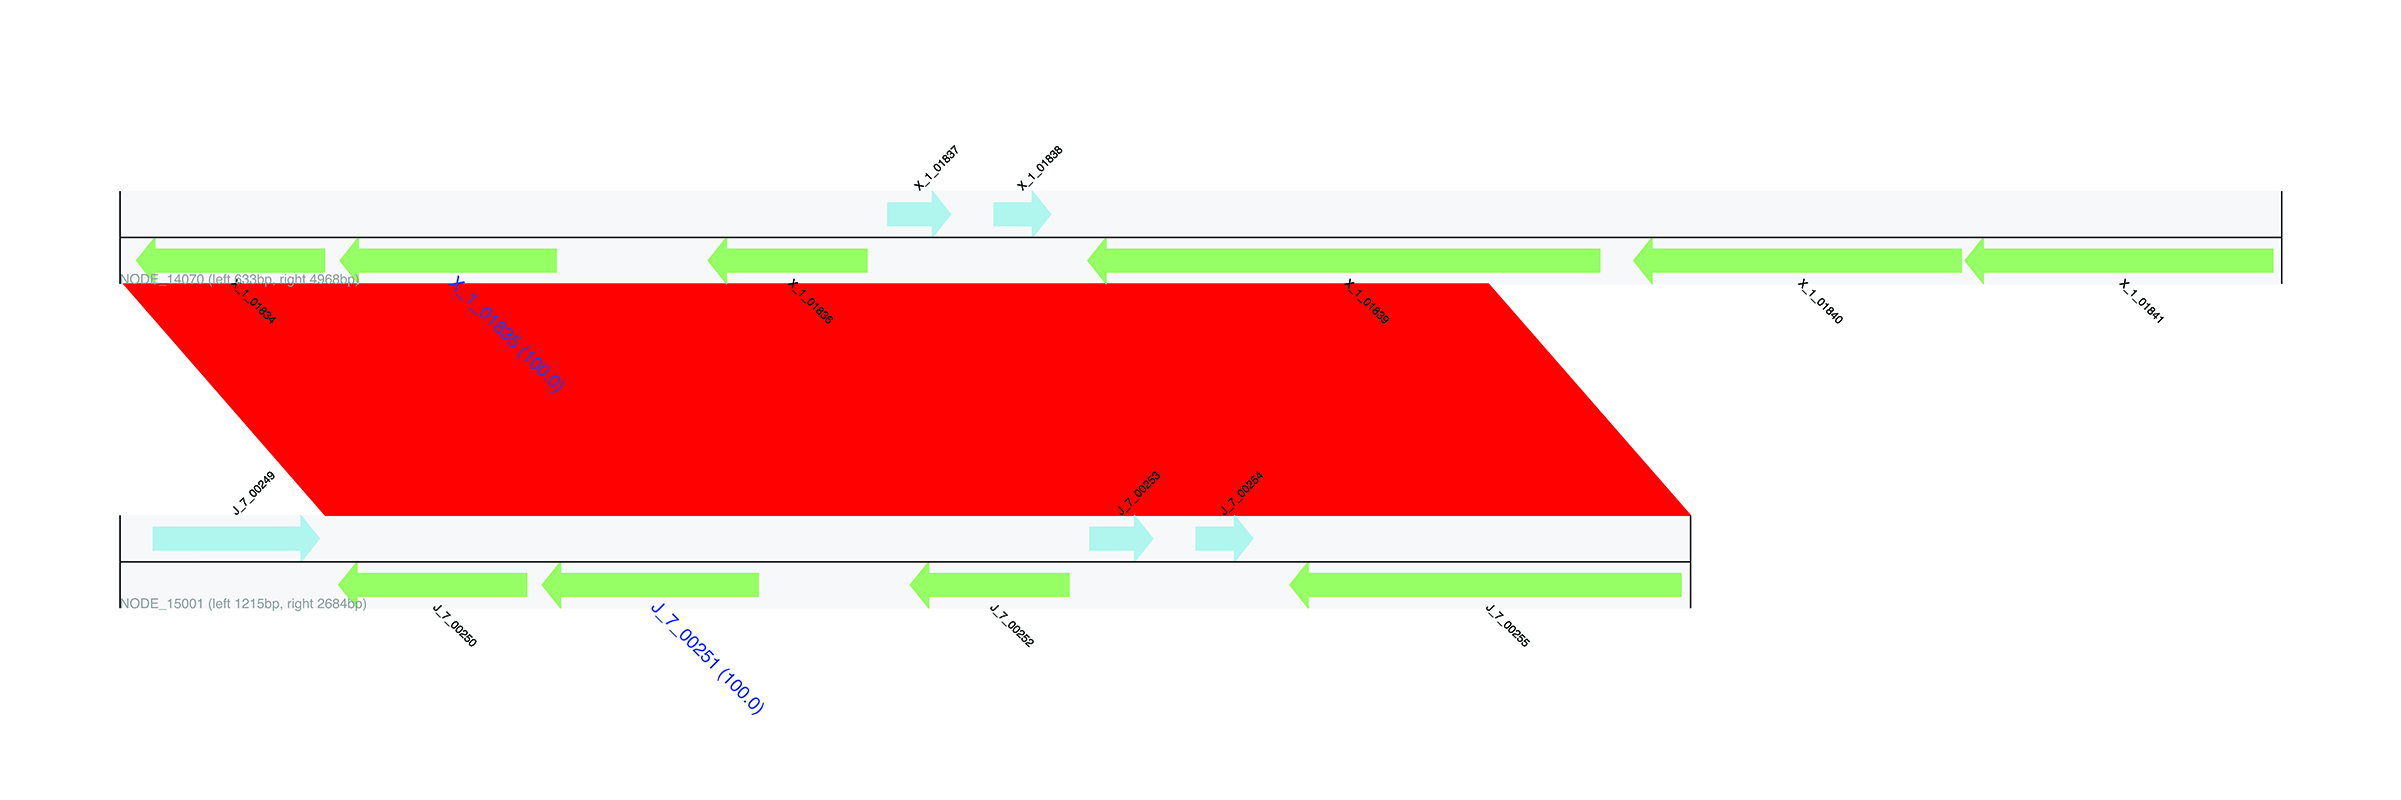 X_1_01837
X_1_01838
NODE_14070 (left 633bp, right 4968bp)
X_1_01834
X_1_01835 (100.0)
X_1_01836
X_1_01839
X_1_01840
X_1_01841
J_7_00249
J_7_00253
J_7_00254
NODE_15001 (left 1215bp, right 2684bp)
J_7_00250
J_7_00251 (100.0)
J_7_00252
J_7_00255